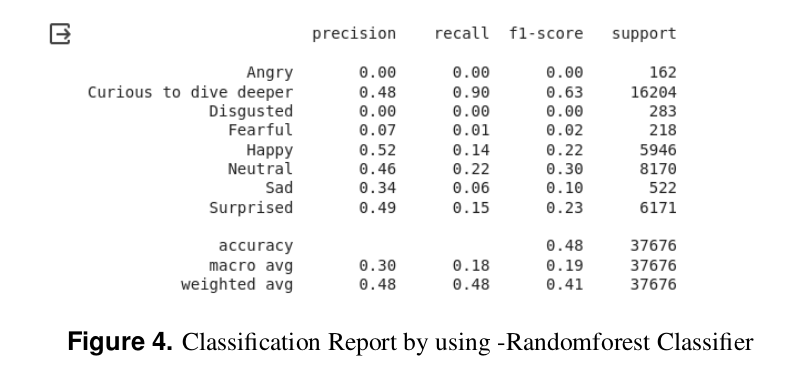 precision recall f1-score support
Angry 0.00 0.00 0.00 162
Curious to dive deeper 0.48 0.90 0.63 16204
Disgusted 0.00 0.00 0.00 283
Fearful 0.07 0.01 0.02 218
Happy 0.52 0.14 0.22 5946
Neutral 0.46 0.22 0.30 8170
Sad 0.34 0.06 0.10 522
Surprised 0.49 0.15 0.23 6171
accuracy 0.48 37676
macro avg 0.30 0.18 0.19 37676
weighted avg 0.48 0.48 0.41 37676
Figure 4. Classification Report by using -Randomforest Classifier